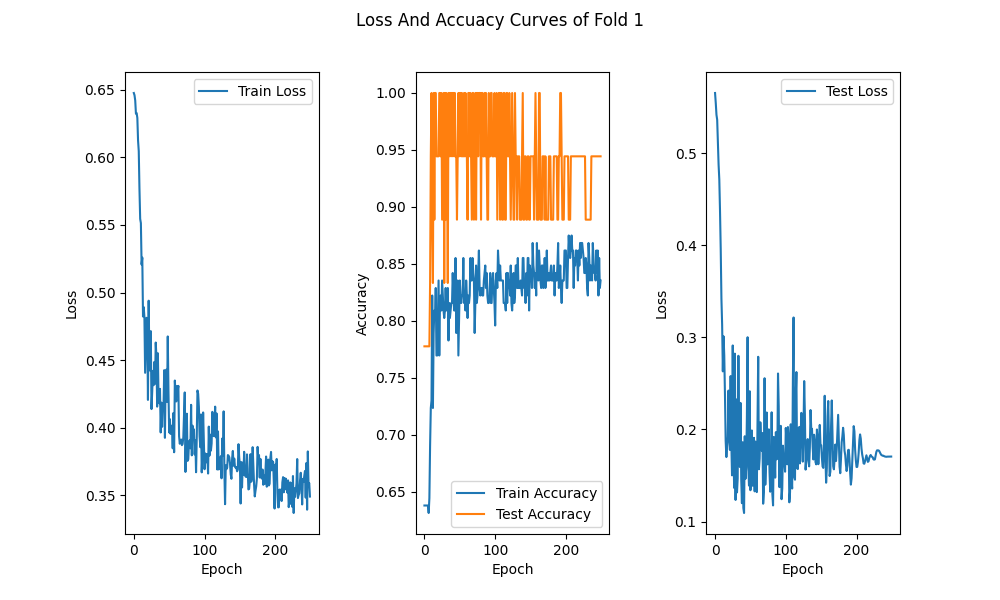 Loss And Accuacy Curves of Fold 1
0.65
0.60
0.55
0.50
0.45
0.40
0.35
Loss
0 100 200
Epoch
Train Loss
1.00
0.95
0.90
0.85
0.80
0.75
0.70
0.65
Accuracy
0 100 200
Epoch
Train Accuracy
Test Accuracy
0.5
0.4
0.3
0.2
0.1
Loss
0 100 200
Epoch
Test Loss